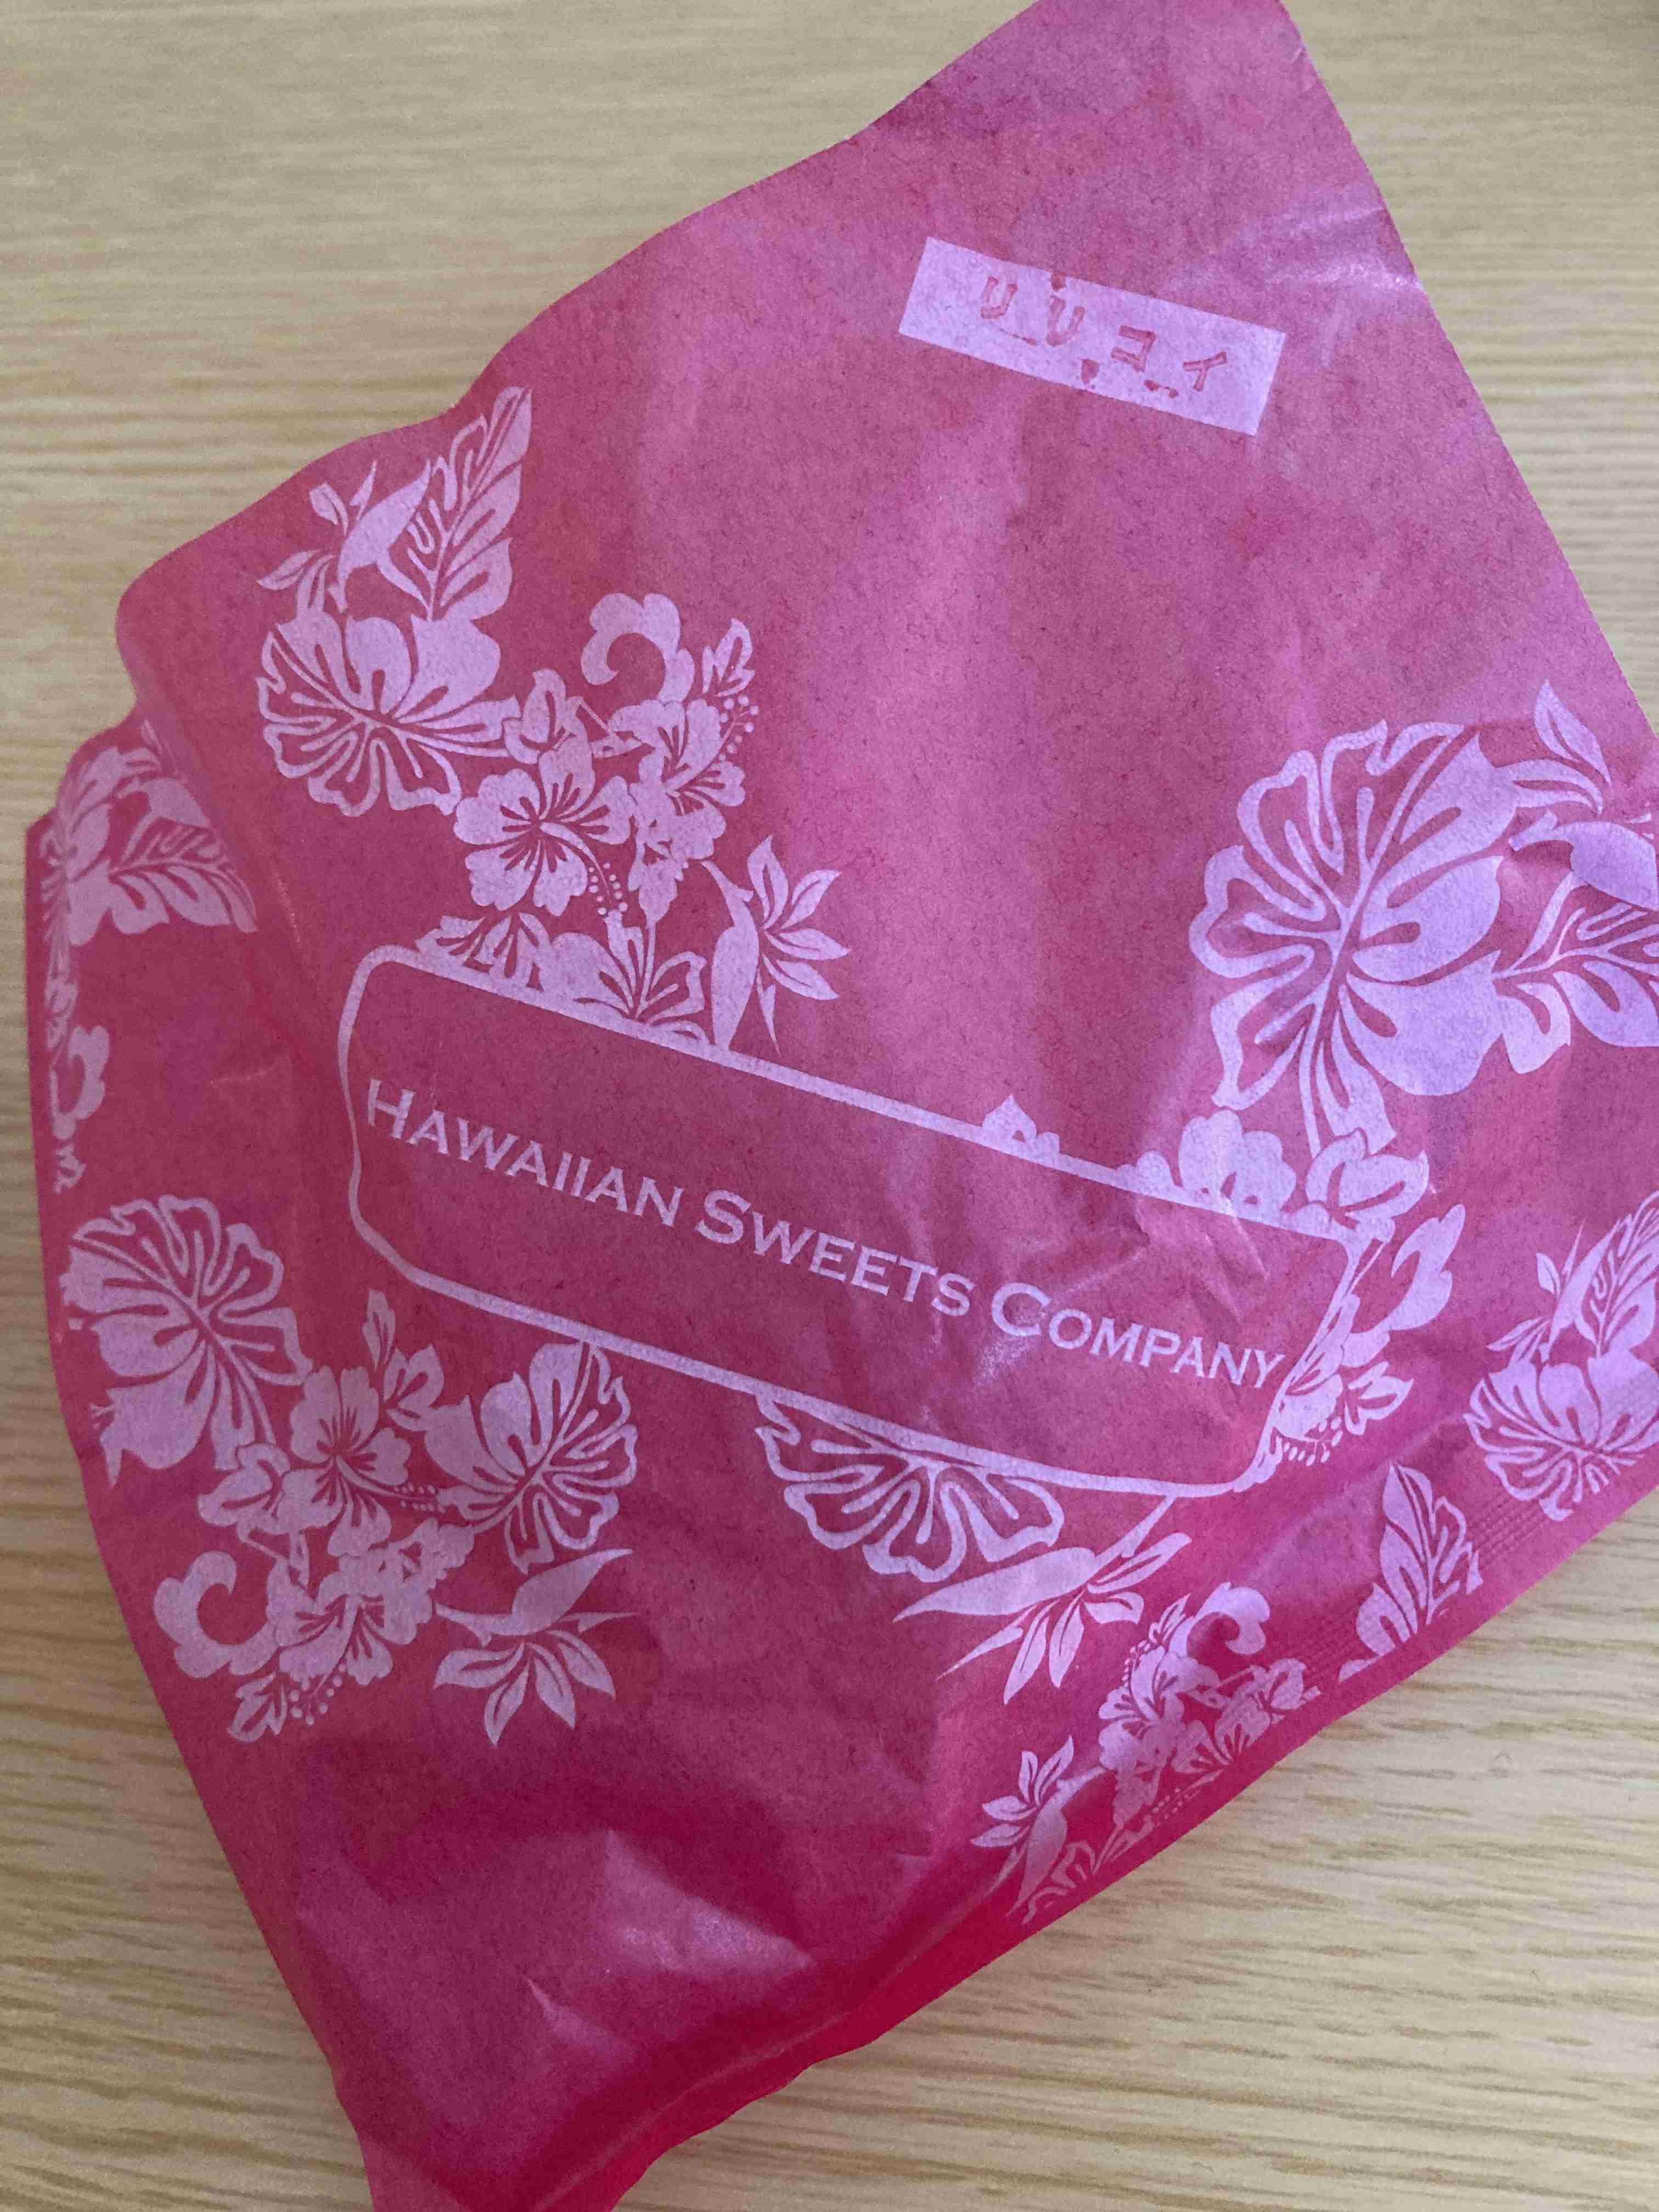 リリコイ
HAWAIIAN SWEETS COMPANY